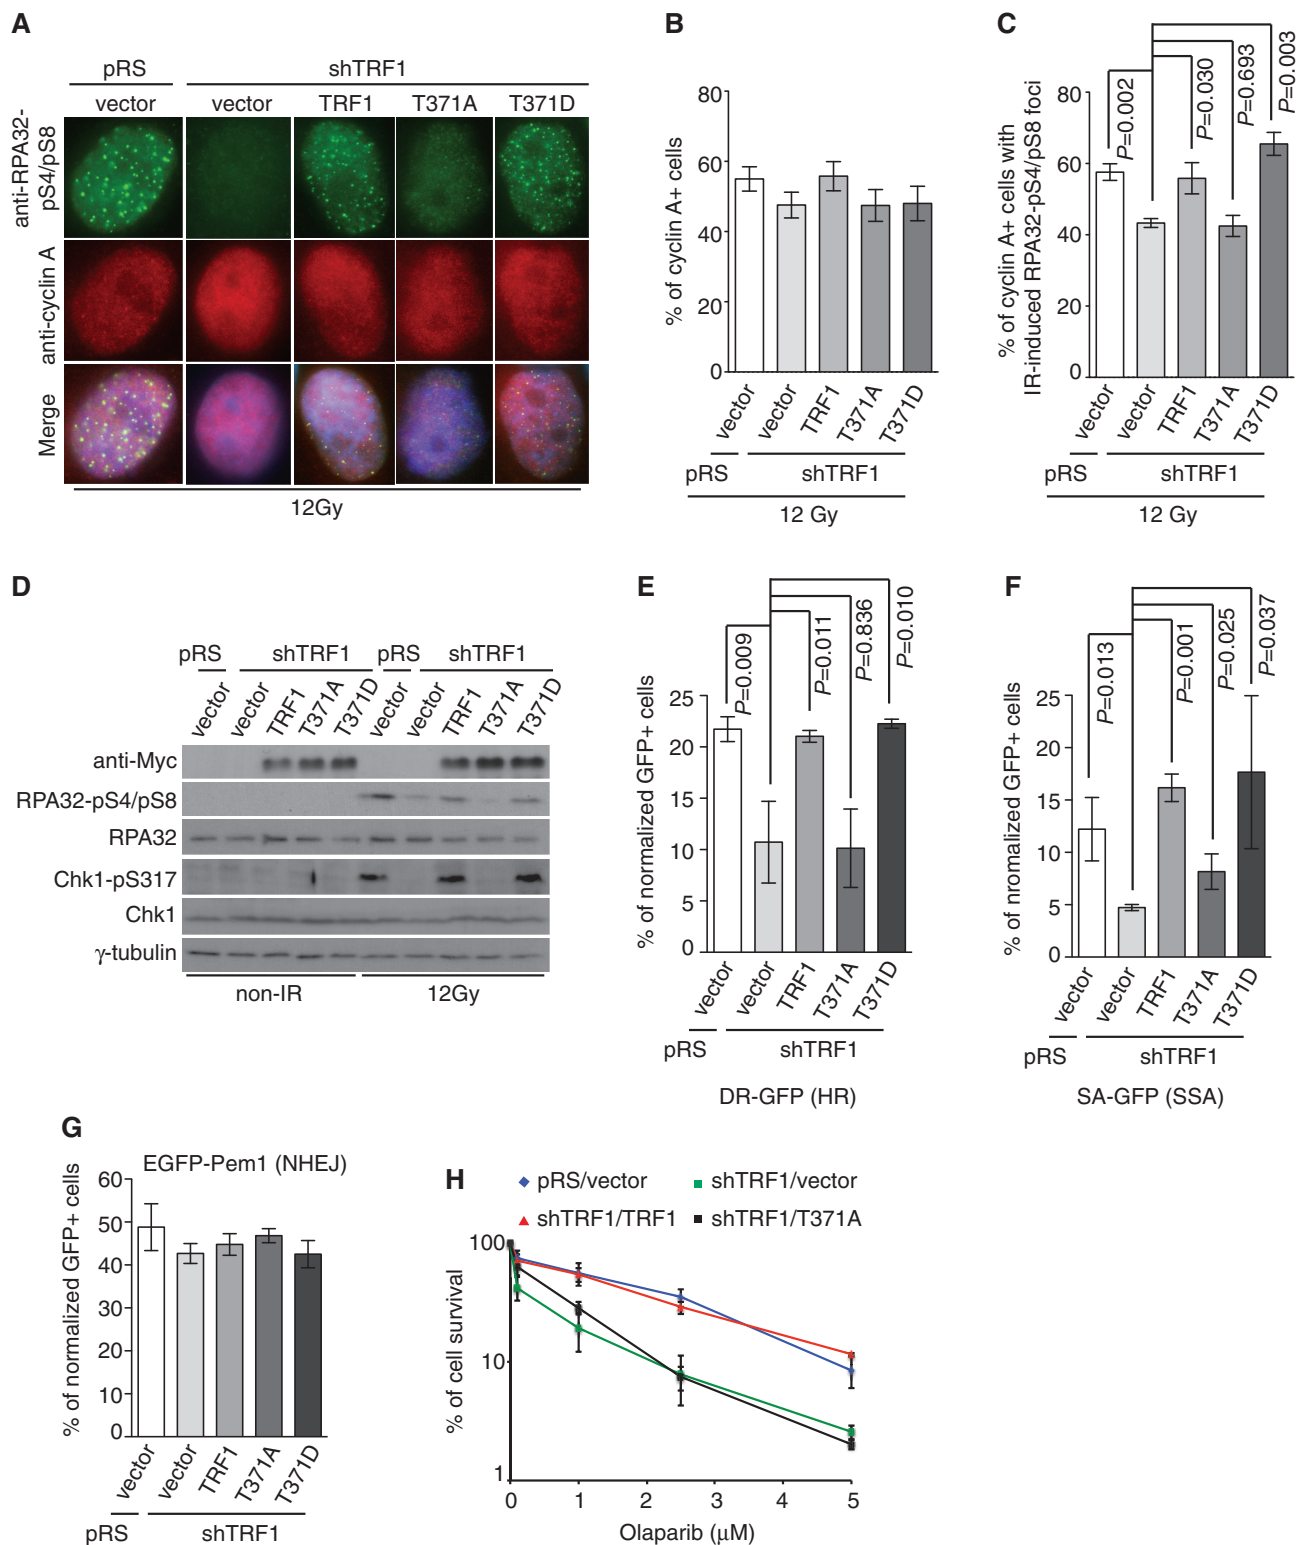 A
pRS
shTRF1
vector
vector
TRF1
T371A
T371D
anti-RPA32-
pS4/pS8
anti-cyclin A
Merge
12Gy
B
% of cyclin A+ cells
80
60
40
20
0
vector
vector
TRF1
T371A
T371D
pRS
shTRF1
12 Gy
C
% of cyclin A+ cells with
IR-induced RPA32-pS4/pS8 foci
P=0.002
P=0.030
P=0.693
P=0.003
80
60
40
20
0
vector
vector
TRF1
T371A
T371D
pRS
shTRF1
12 Gy
D
pRS
shTRF1
pRS
shTRF1
vector
vector
TRF1
T371A
T371D
vector
vector
TRF1
T371A
T371D
anti-Myc
RPA32-pS4/pS8
RPA32
Chk1-pS317
Chk1
γ-tubulin
non-IR
12Gy
E
% of normalized GFP+ cells
P=0.009
P=0.011
P=0.836
P=0.010
25
20
15
10
5
0
vector
vector
TRF1
T371A
T371D
pRS
shTRF1
DR-GFP (HR)
F
% of nromalized GFP+ cells
P=0.013
P=0.001
P=0.025
P=0.037
25
20
15
10
5
0
vector
vector
TRF1
T371A
T371D
pRS
shTRF1
SA-GFP (SSA)
G
EGFP-Pem1 (NHEJ)
% of normalized GFP+ cells
60
50
40
30
20
10
0
vector
vector
TRF1
T371A
T371D
pRS
shTRF1
H
pRS/vector
shTRF1/vector
shTRF1/TRF1
shTRF1/T371A
% of cell survival
100
10
1
0
1
2
3
4
5
Olaparib (μM)